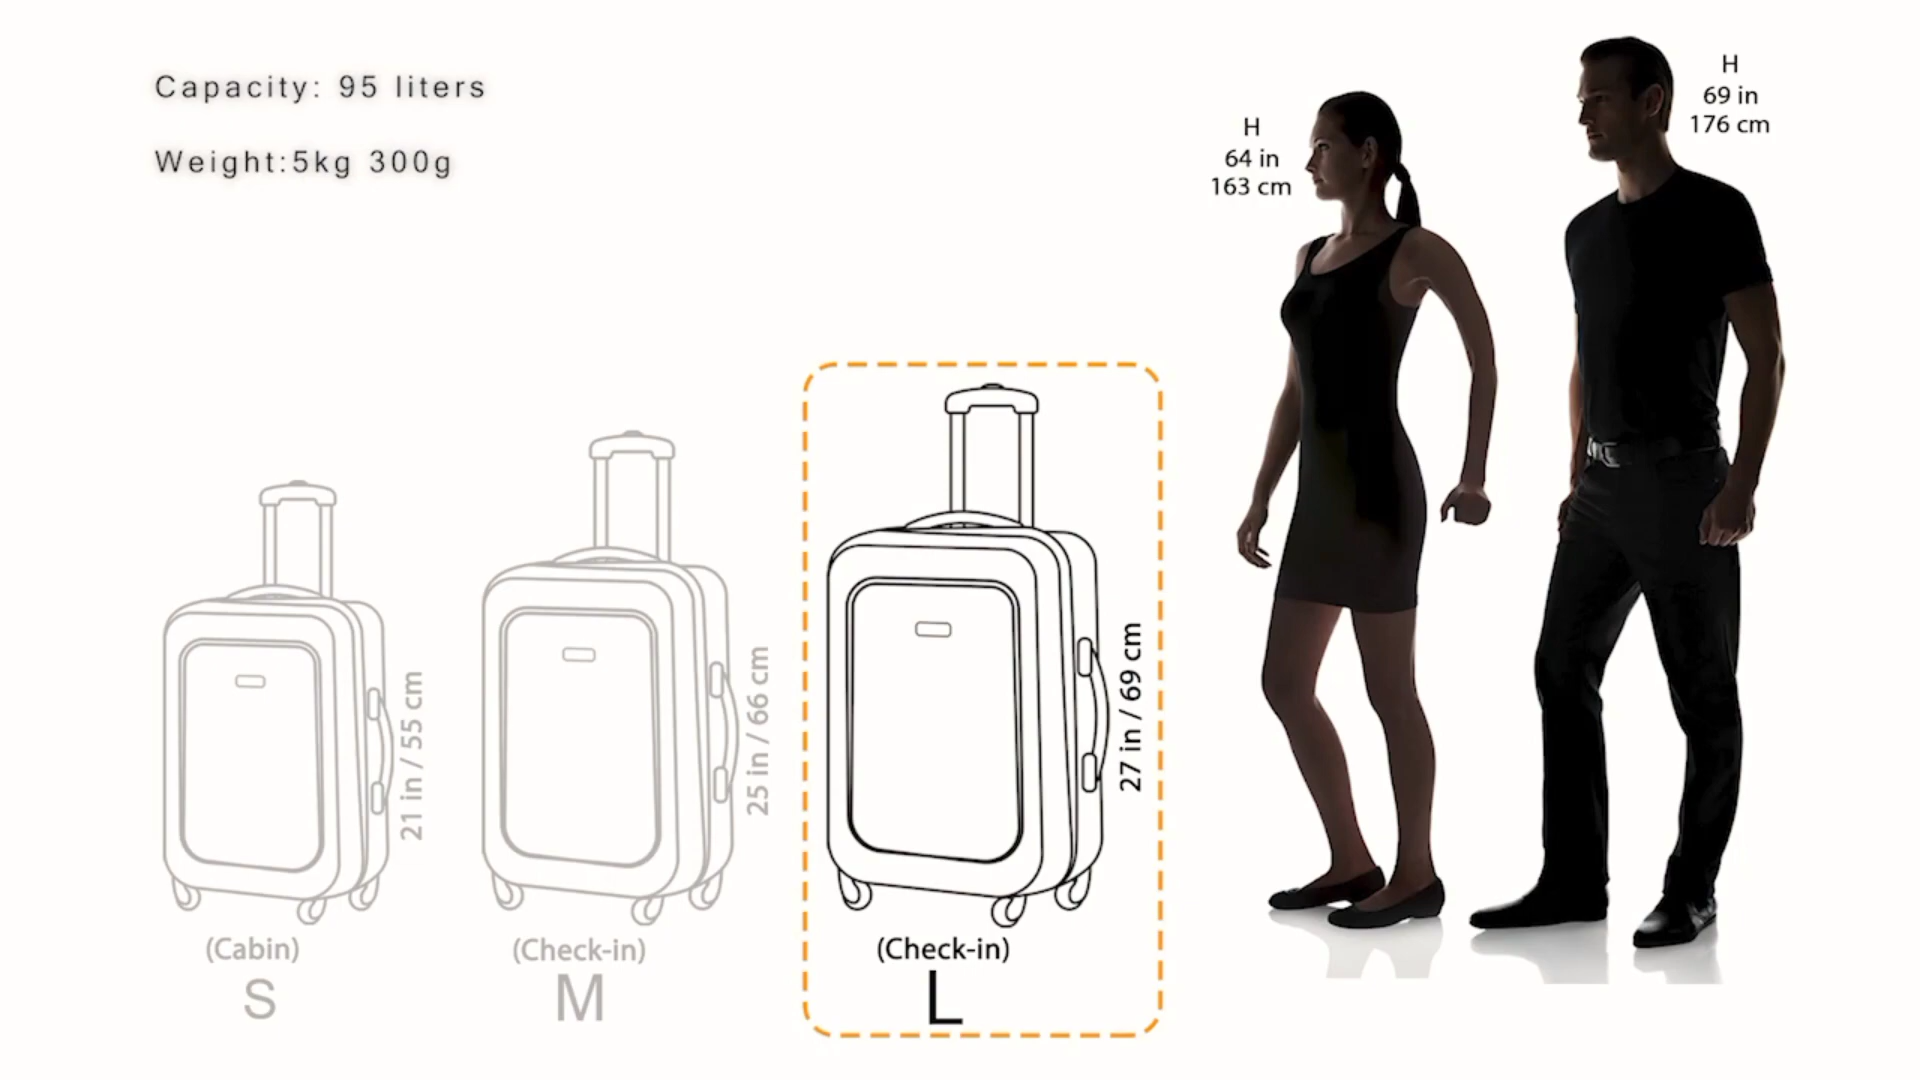 Capacity: 95 liters
Weight:5kg 300g
H
64 in
163 cm
H
69 in
176 cm
21 in / 55 cm
25 in / 66 cm
27 in / 69 cm
(Cabin)
S
(Check-in)
M
(Check-in)
L